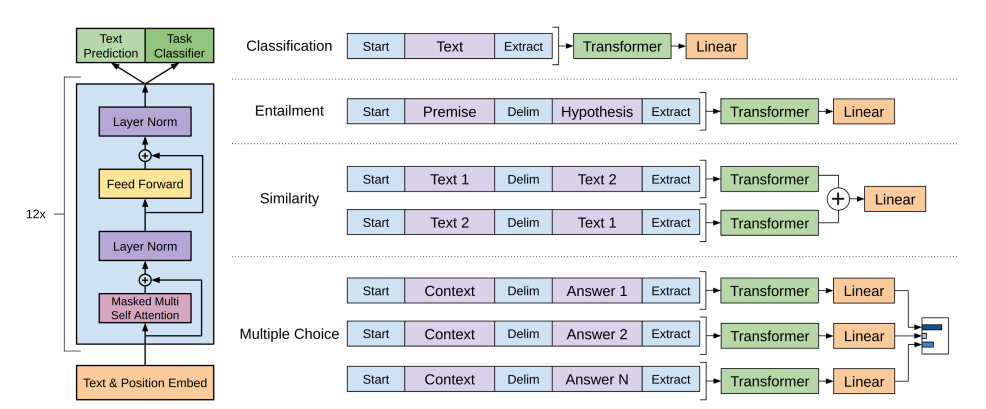 Text
Prediction
Task
Classifier
Layer Norm
Feed Forward
12x
Layer Norm
Masked Multi
Self Attention
Text & Position Embed
Classification
Start
Text
Extract
Transformer
Linear
Entailment
Start
Premise
Delim
Hypothesis
Extract
Transformer
Linear
Similarity
Start
Text 1
Delim
Text 2
Extract
Transformer
Start
Text 2
Delim
Text 1
Extract
Transformer
Linear
Multiple Choice
Start
Context
Delim
Answer 1
Extract
Transformer
Linear
Start
Context
Delim
Answer 2
Extract
Transformer
Linear
Start
Context
Delim
Answer N
Extract
Transformer
Linear